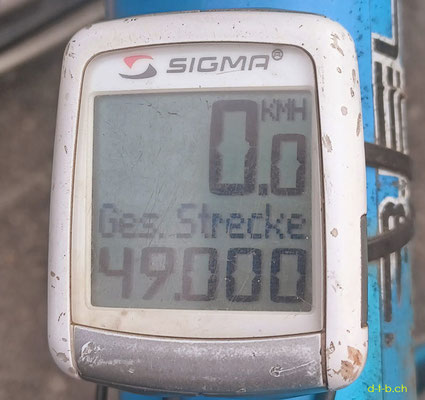 SIGMA®
KMH
0.0
Ges. Strecke
49.000
d-t-b.ch